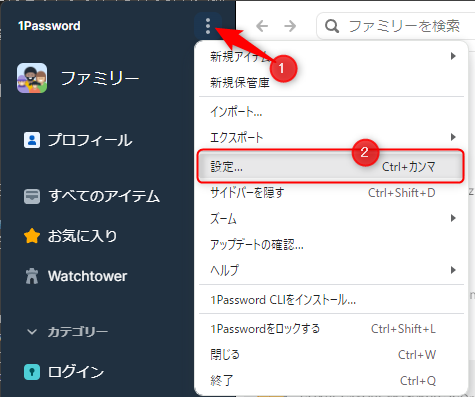 1Password
ファミリーを検索
ファミリー
プロフィール
すべてのアイテム
お気に入り
Watchtower
カテゴリー
ログイン
1
新規アイテム
新規保管庫
インポート...
エクスポート
2
設定... Ctrl+カンマ
サイドバーを隠す Ctrl+Shift+D
ズーム
アップデートの確認...
ヘルプ
1Password CLIをインストール...
1Passwordをロックする Ctrl+Shift+L
閉じる Ctrl+W
終了 Ctrl+Q